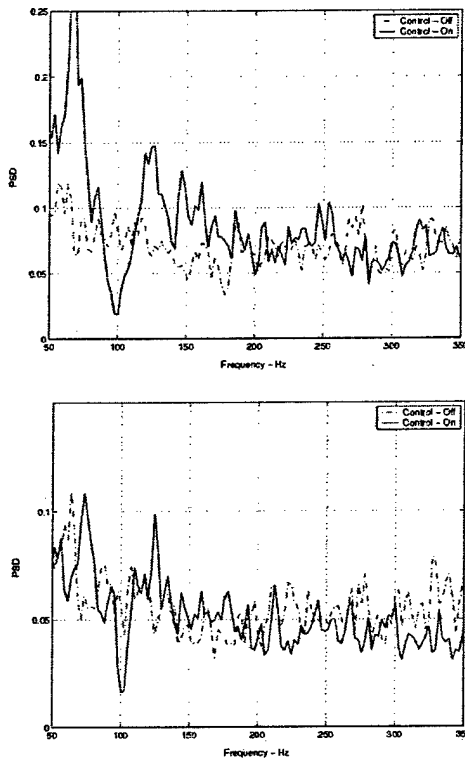 Control – Off
Control – On
0.25
0.2
0.15
0.1
0.05
0
PSD
50 100 150 200 250 300 350
Frequency – Hz
Control – Off
Control – On
0.1
0.05
0
PSD
50 100 150 200 250 300 350
Frequency – Hz